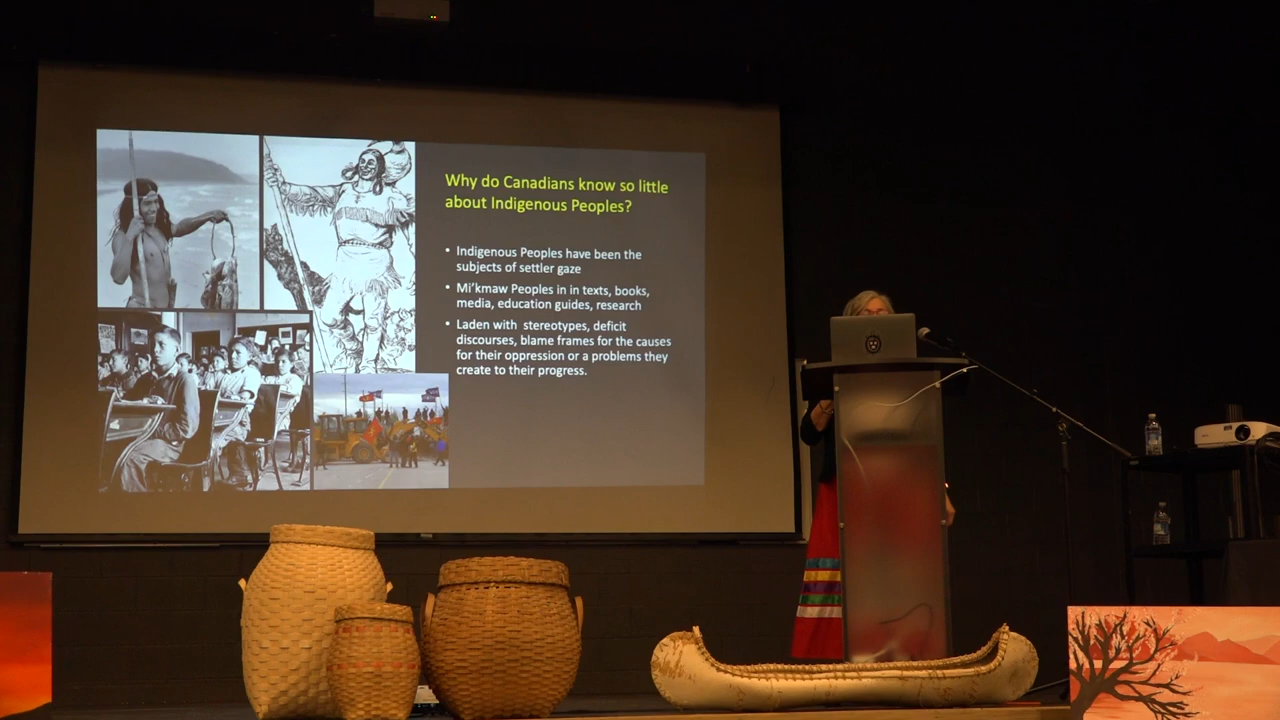 Why do Canadians know so little
about Indigenous Peoples?
• Indigenous Peoples have been the
subjects of settler gaze
• Mi'kmaw Peoples in in texts, books,
media, education guides, research
• Laden with stereotypes, deficit
discourses, blame frames for the causes
for their oppression or a problems they
create to their progress.